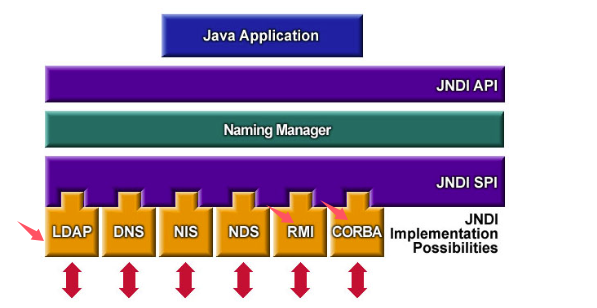 Java Application
JNDI API
Naming Manager
JNDI SPI
LDAP DNS NIS NDS RMI CORBA
JNDI
Implementation
Possibilities